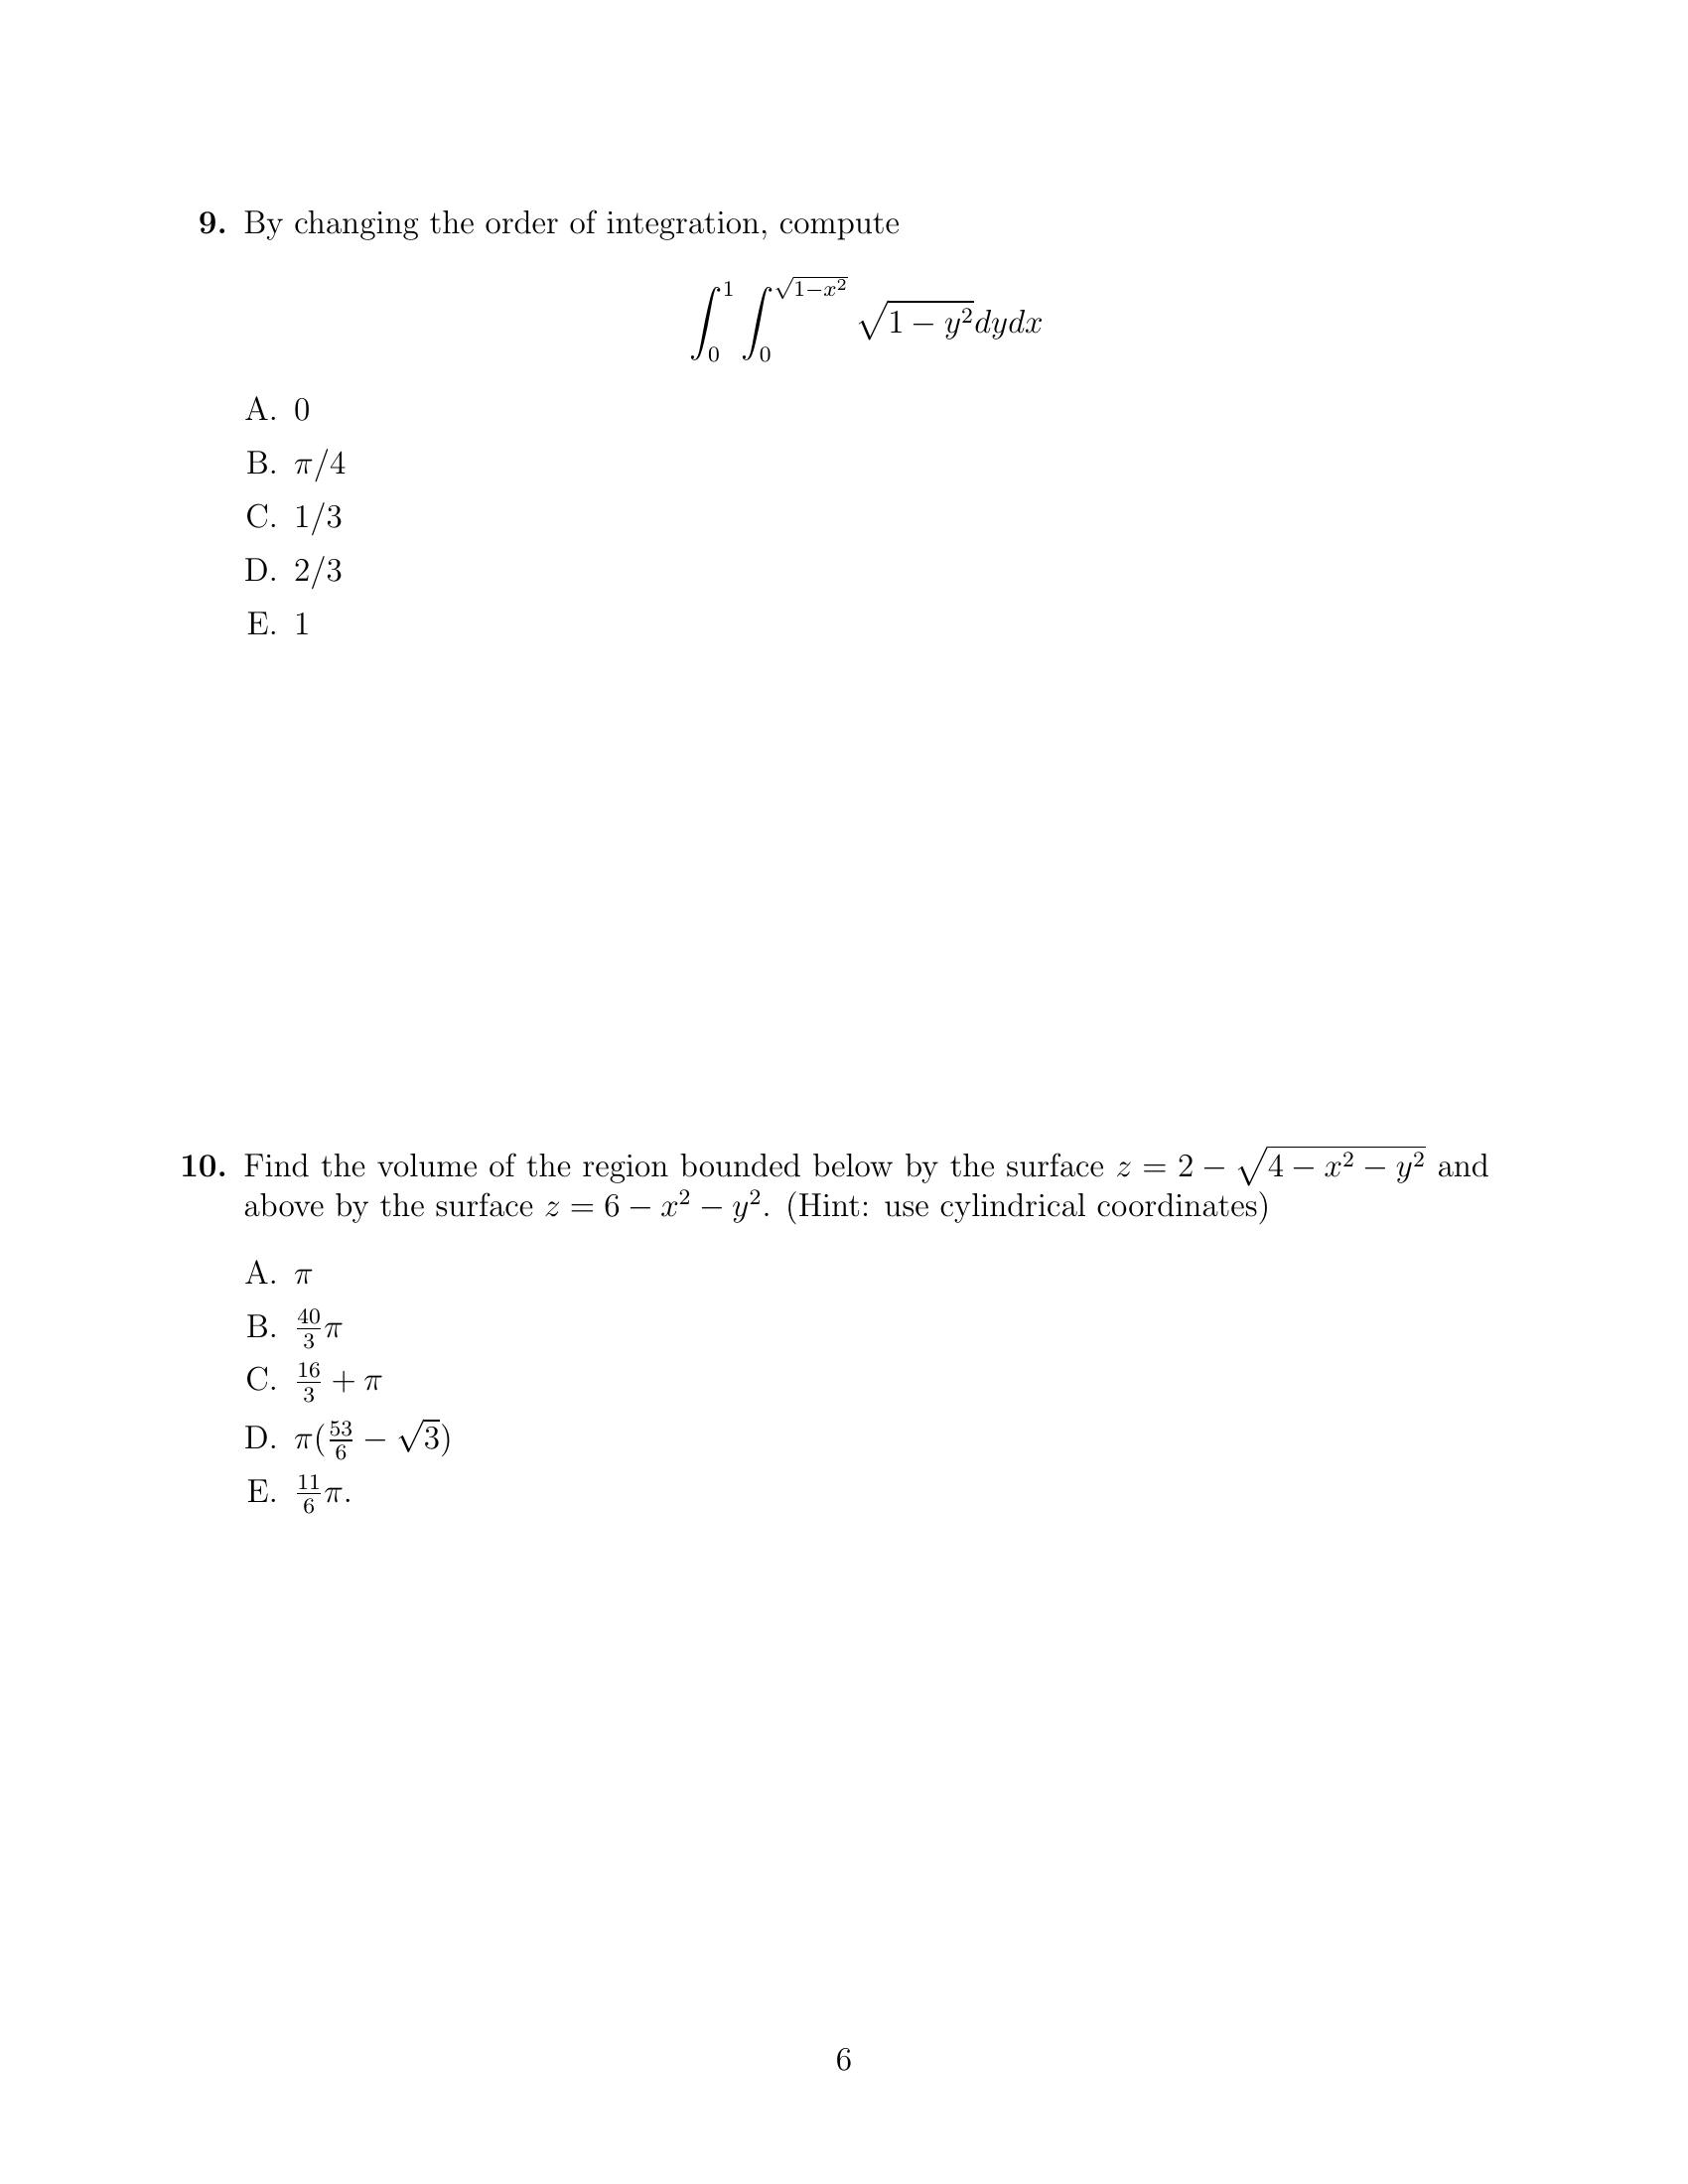 9. By changing the order of integration, compute
$$\int_0^1 \int_0^{\sqrt{1-x^2}} \sqrt{1-y^2} dydx$$
A. 0
B. $\pi/4$
C. 1/3
D. 2/3
E. 1
10. Find the volume of the region bounded below by the surface $z = 2 - \sqrt{4 - x^2 - y^2}$ and
above by the surface $z = 6 - x^2 - y^2$. (Hint: use cylindrical coordinates)
A. $\pi$
B. $\frac{40}{3}\pi$
C. $\frac{16}{3} + \pi$
D. $\pi(\frac{53}{6} - \sqrt{3})$
E. $\frac{11}{6}\pi$.
6